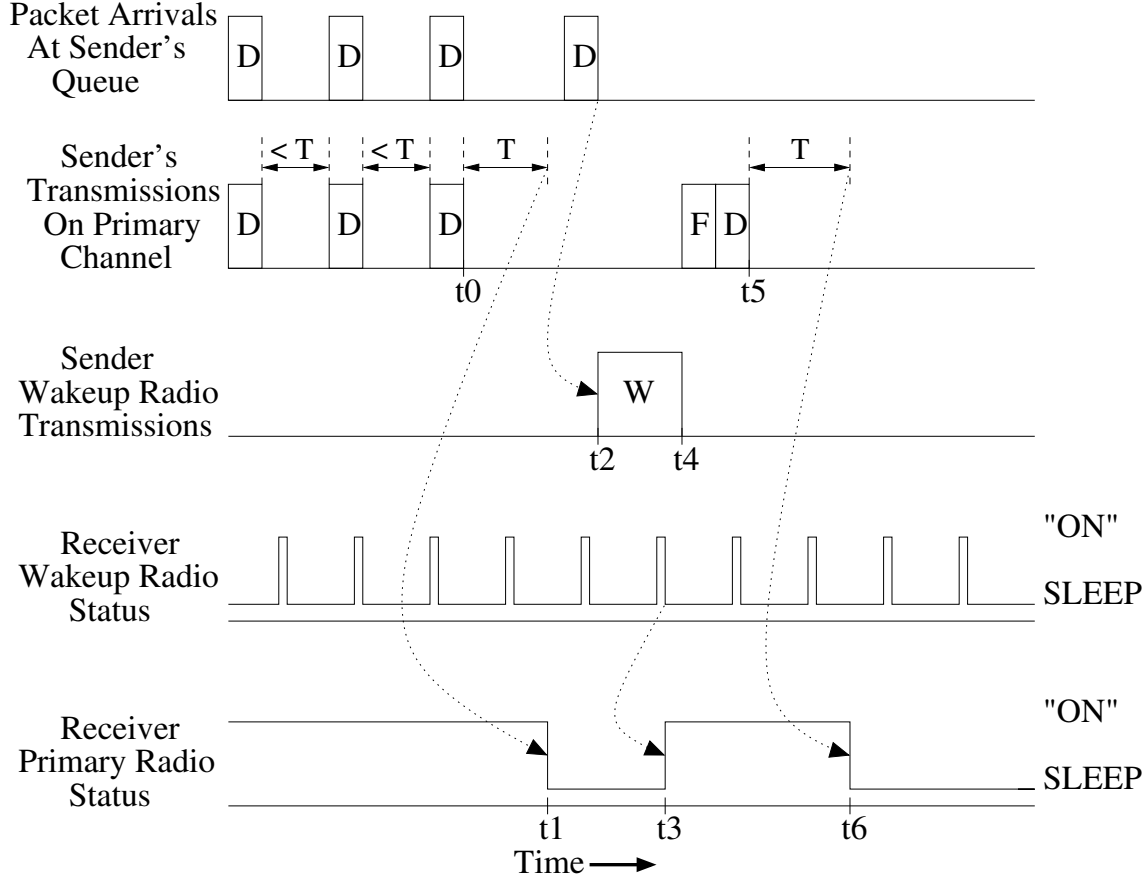 Packet Arrivals
At Sender's
Queue
D D D D
Sender's
Transmissions
On Primary
Channel
< T < T T T
D D D F D
t0 t5
Sender
Wakeup Radio
Transmissions
W
t2 t4
Receiver
Wakeup Radio
Status
"ON"
SLEEP
Receiver
Primary Radio
Status
"ON"
SLEEP
t1 t3 t6
Time